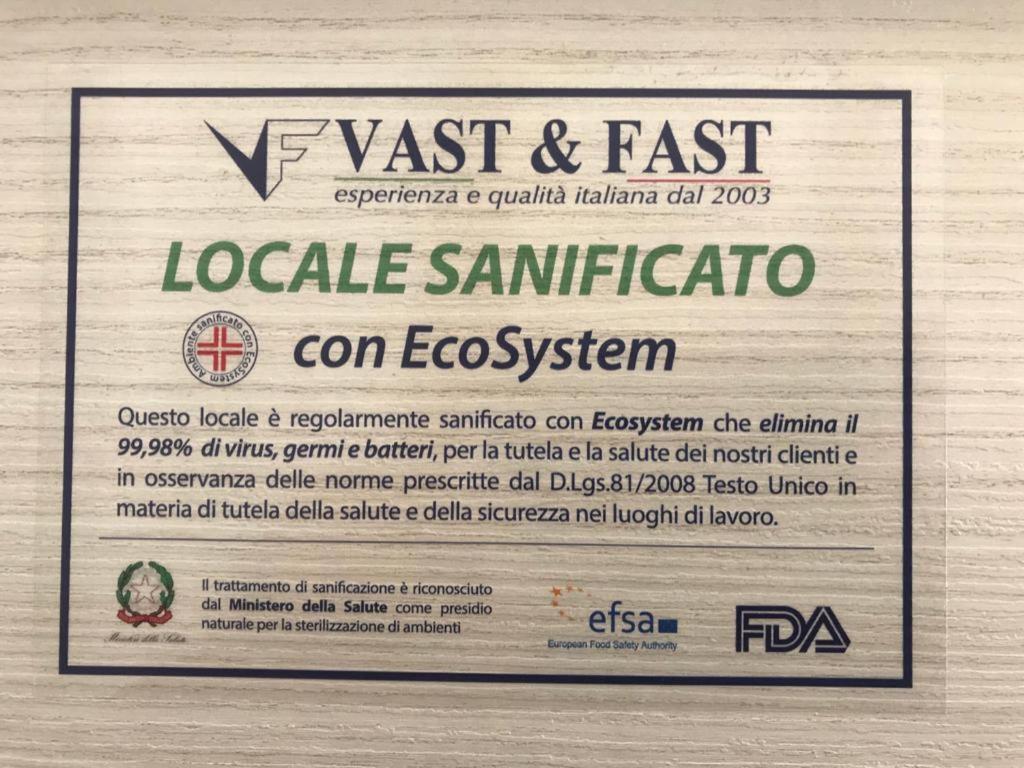 VF VAST & FAST
esperienza e qualità italiana dal 2003
LOCALE SANIFICATO
Ambiente sanificato con EcoSystem
con EcoSystem
Questo locale è regolarmente sanificato con Ecosystem che elimina il
99,98% di virus, germi e batteri, per la tutela e la salute dei nostri clienti e
in osservanza delle norme prescritte dal D.Lgs.81/2008 Testo Unico in
materia di tutela della salute e della sicurezza nei luoghi di lavoro.
Il trattamento di sanificazione è riconosciuto
dal Ministero della Salute come presidio
naturale per la sterilizzazione di ambienti
Ministero della Salute
efsa
European Food Safety Authority
FDA